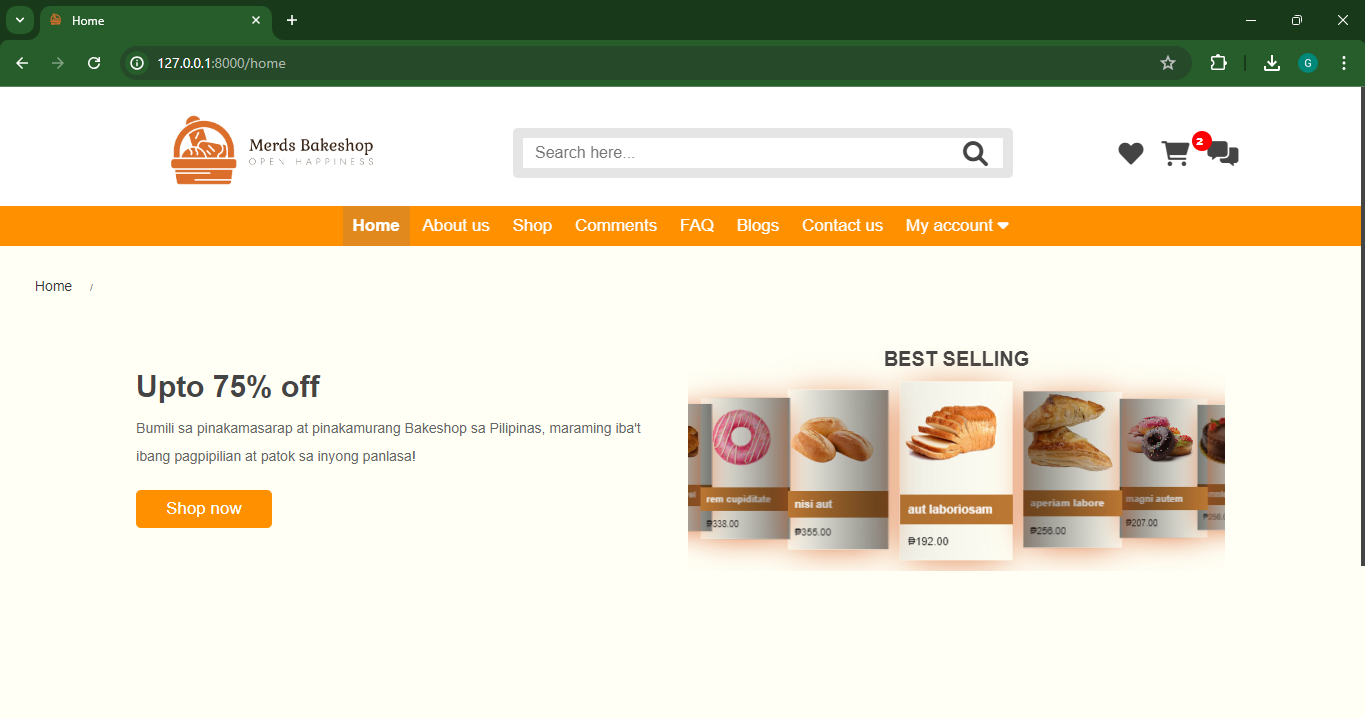 Home
127.0.0.1:8000/home
G
Merds Bakeshop
OPEN HAPPINESS
Search here...
2
Home About us Shop Comments FAQ Blogs Contact us My account
Home /
BEST SELLING
Upto 75% off
Bumili sa pinakamasarap at pinakamurang Bakeshop sa Pilipinas, maraming iba't
ibang pagpipilian at patok sa inyong panlasa!
Shop now
rem cupiditate
₱338.00
nisi aut
₱355.00
aut laboriosam
₱192.00
aperiam labore
₱256.00
magni autem
₱207.00